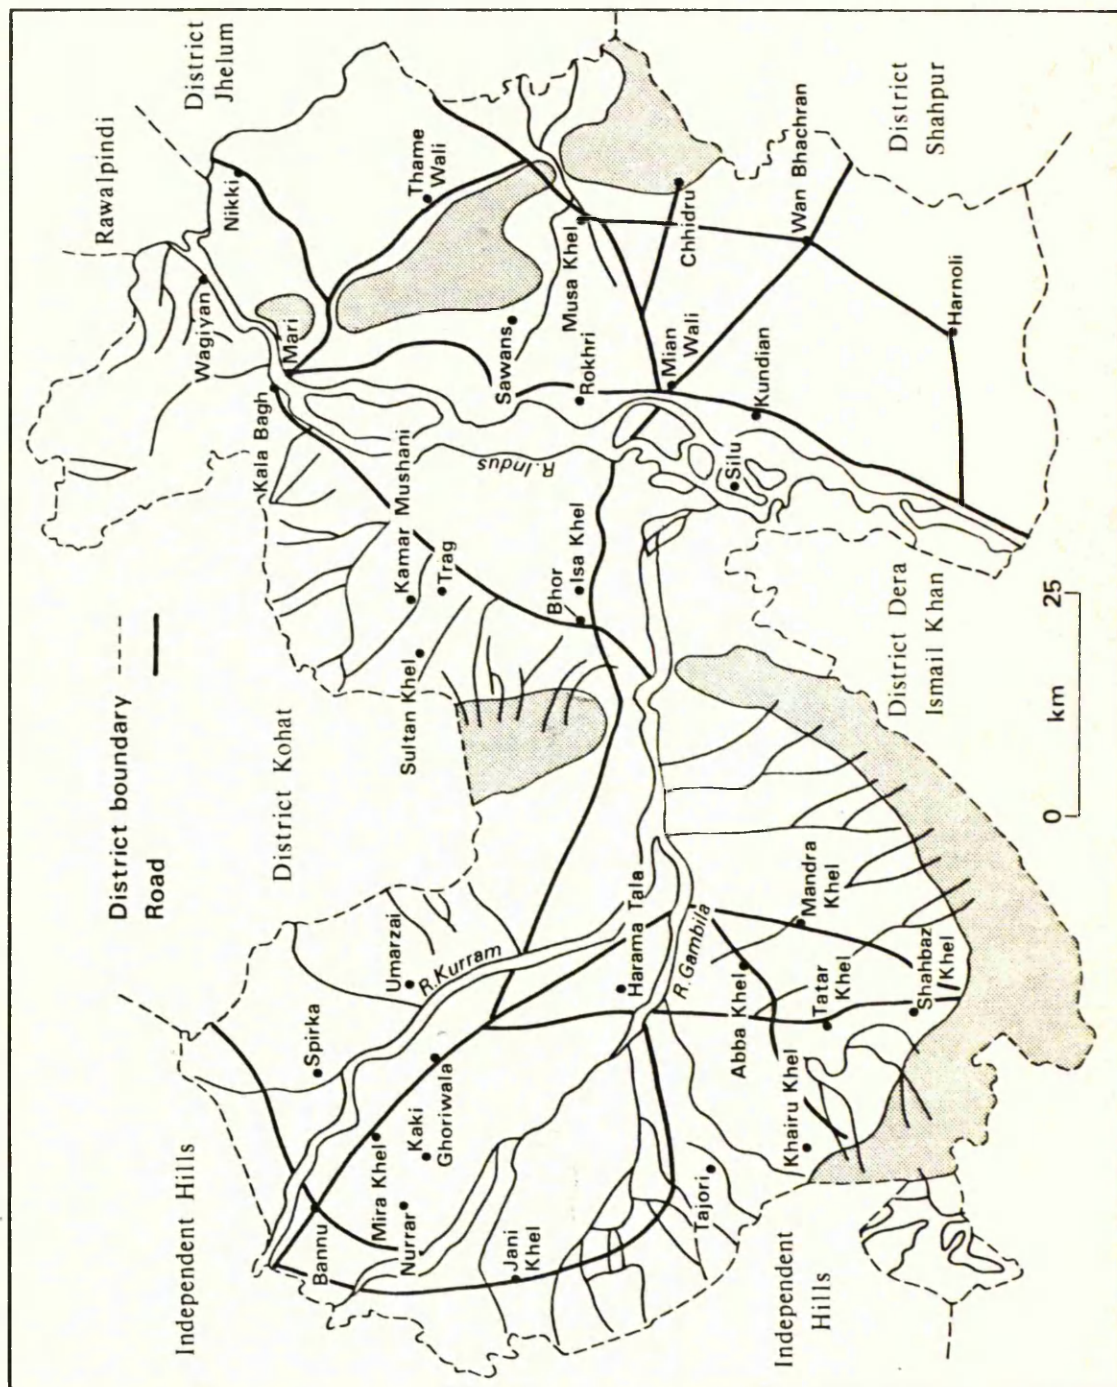 District boundary
Road
Independent Hills
District Kohat
Rawalpindi
District
Jhelum
Spirka
Umarzai
R.Kurram
Bannu
Mira Khel
Nurrar
Kaki
Ghoriwala
Jani
Khel
Harama Tala
R.Gambila
Tajori
Abba Khel
Khairu Khel
Tatar
Khel
Mandra
Khel
Shahbaz
Khel
Independent
Hills
Sultan Khel
Kamar Mushani
Trag
Bhor
Isa Khel
Kala Bagh
Wagiyan
Mari
Nikki
Thame
Wali
R.Indus
Sawans
Rokhri
Musa Khel
Mian
Wali
Chhidru
Silu
Kundian
Wan Bhachran
Harnoli
District Dera
Ismail Khan
District
Shahpur
0
km
25